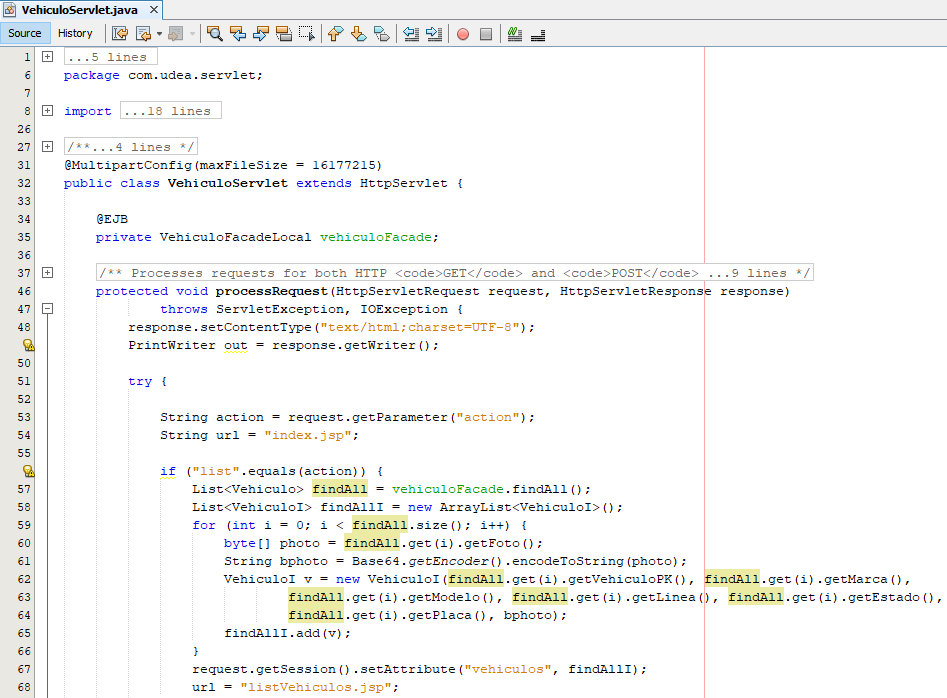 VehiculoServlet.java
Source History
1 ...5 lines
6 package com.udea.servlet;
7
8 import ...18 lines
26
27 /**...4 lines */
31 @MultipartConfig(maxFileSize = 16177215)
32 public class VehiculoServlet extends HttpServlet {
33
34 @EJB
35 private VehiculoFacadeLocal vehiculoFacade;
36
37 /** Processes requests for both HTTP <code>GET</code> and <code>POST</code> ...9 lines */
46 protected void processRequest(HttpServletRequest request, HttpServletResponse response)
47 throws ServletException, IOException {
48 response.setContentType("text/html;charset=UTF-8");
PrintWriter out = response.getWriter();
50
51 try {
52
53 String action = request.getParameter("action");
54 String url = "index.jsp";
55
if ("list".equals(action)) {
57 List<Vehiculo> findAll = vehiculoFacade.findAll();
58 List<VehiculoI> findAllI = new ArrayList<VehiculoI>();
59 for (int i = 0; i < findAll.size(); i++) {
60 byte[] photo = findAll.get(i).getFoto();
61 String bphoto = Base64.getEncoder().encodeToString(photo);
62 VehiculoI v = new VehiculoI(findAll.get(i).getVehiculoPK(), findAll.get(i).getMarca(),
63 findAll.get(i).getModelo(), findAll.get(i).getLinea(), findAll.get(i).getEstado(),
64 findAll.get(i).getPlaca(), bphoto);
65 findAllI.add(v);
66 }
67 request.getSession().setAttribute("vehiculos", findAllI);
68 url = "listVehiculos.jsp";